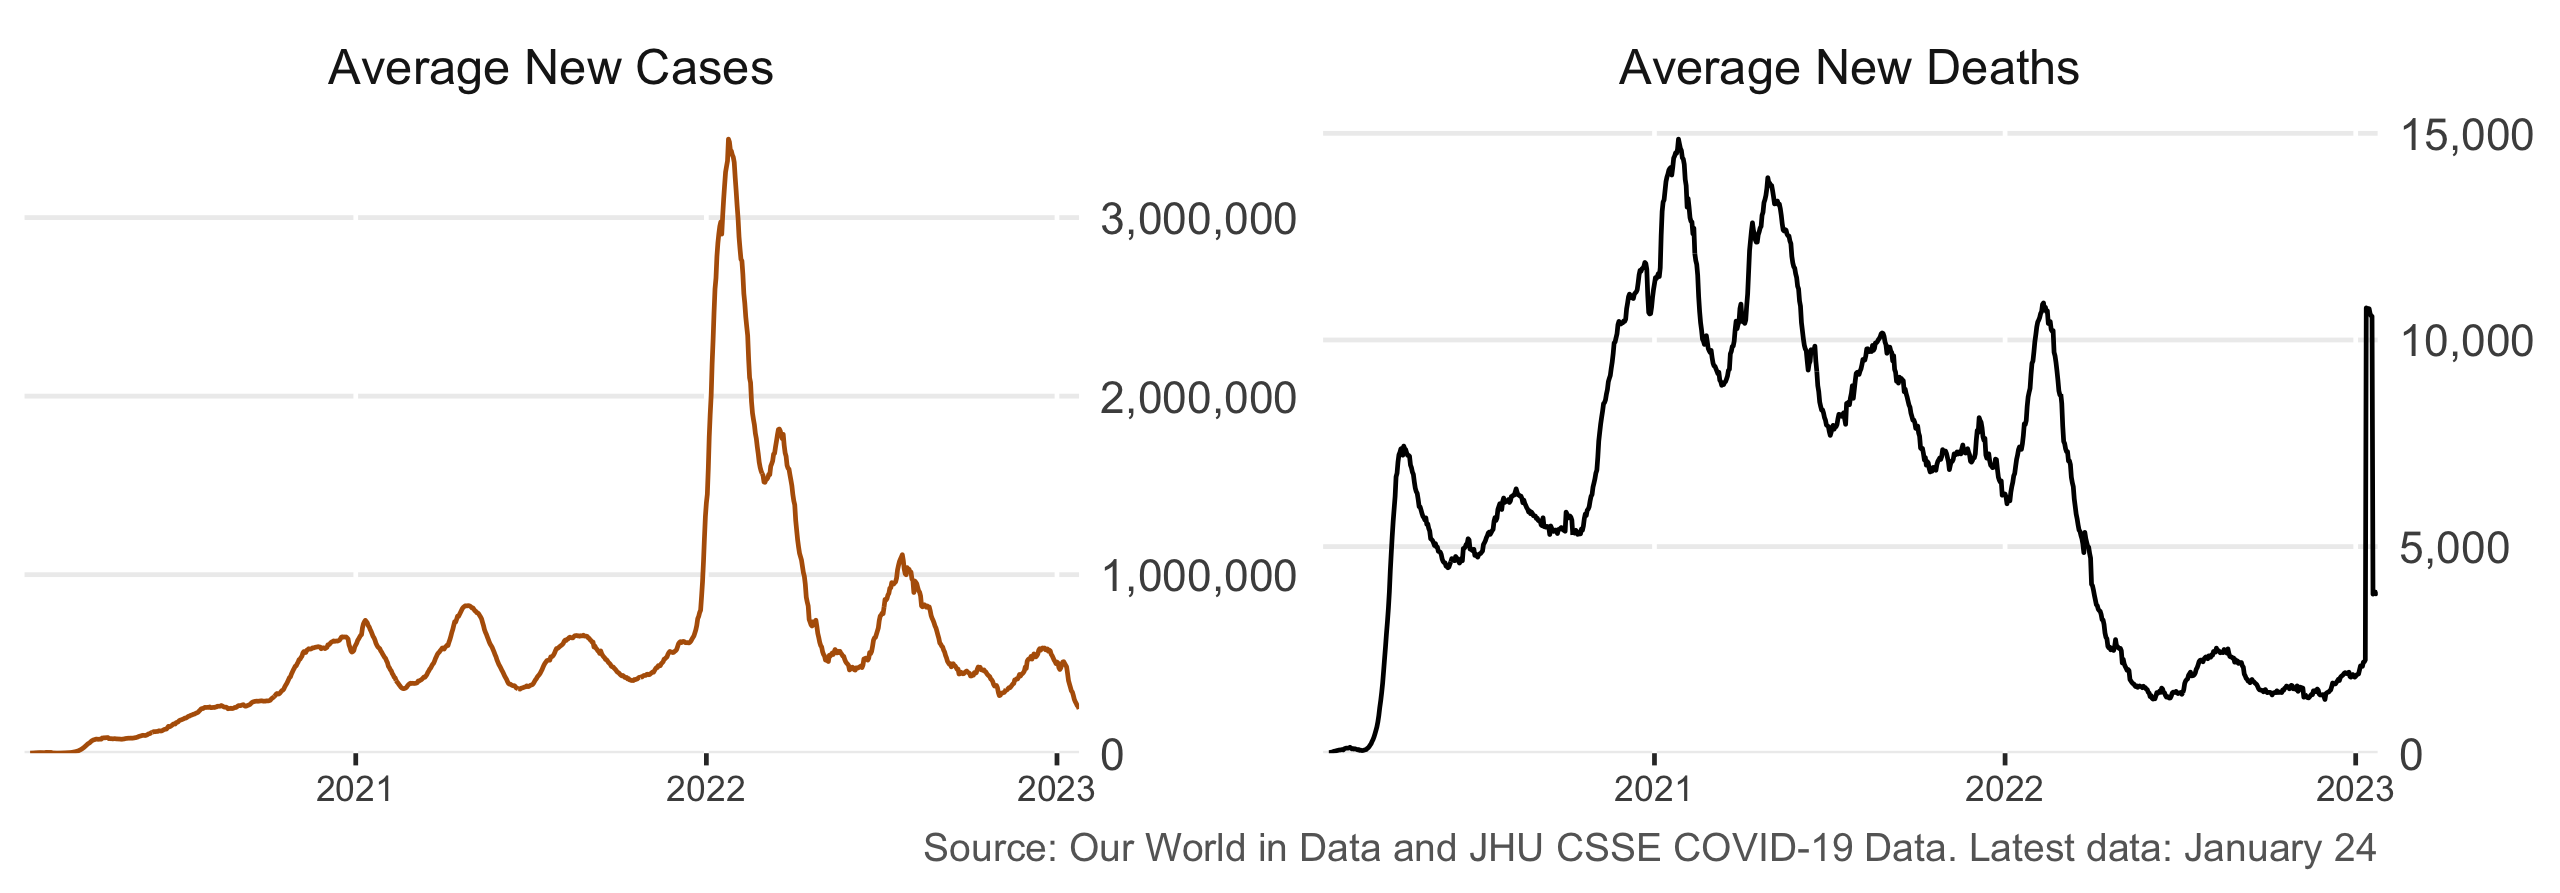 Average New Cases
3,000,000
2,000,000
1,000,000
0
2021 2022 2023
Average New Deaths
15,000
10,000
5,000
0
2021 2022 2023
Source: Our World in Data and JHU CSSE COVID-19 Data. Latest data: January 24